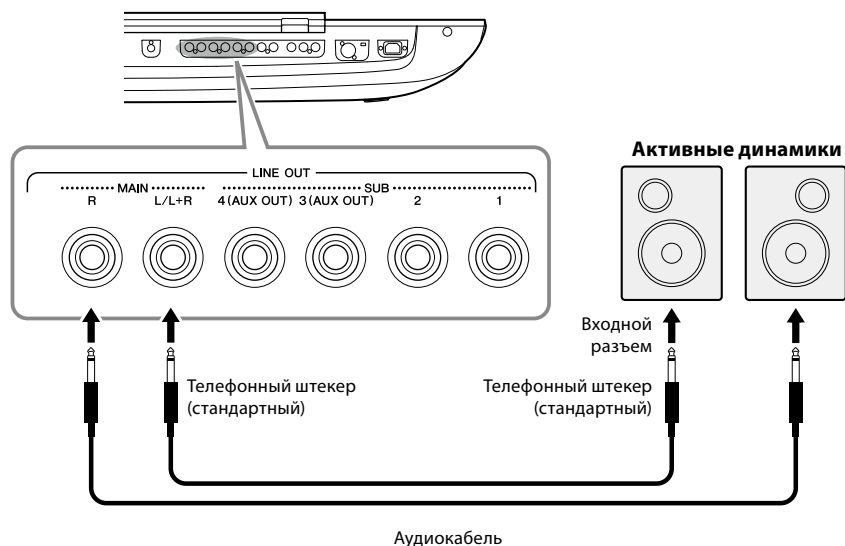 Активные динамики
LINE OUT
MAIN SUB
R L/L+R 4 (AUX OUT) 3 (AUX OUT) 2 1
Входной
разъем
Телефонный штекер
(стандартный)
Телефонный штекер
(стандартный)
Аудиокабель